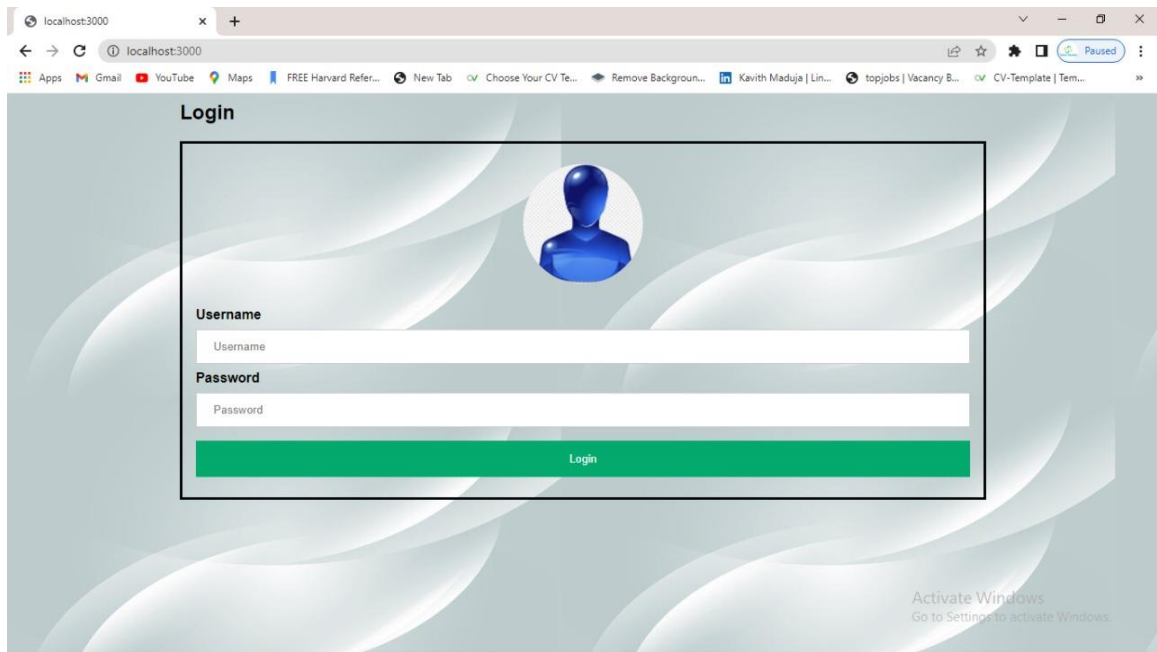 localhost:3000
localhost:3000 Paused
Apps Gmail YouTube Maps FREE Harvard Refer... New Tab Choose Your CV Te... Remove Backgroun... Kavith Maduja | Lin... topjobs | Vacancy B... CV-Template | Tem... »
Login
Username
Username
Password
Password
Login
Activate Windows
Go to Settings to activate Windows.